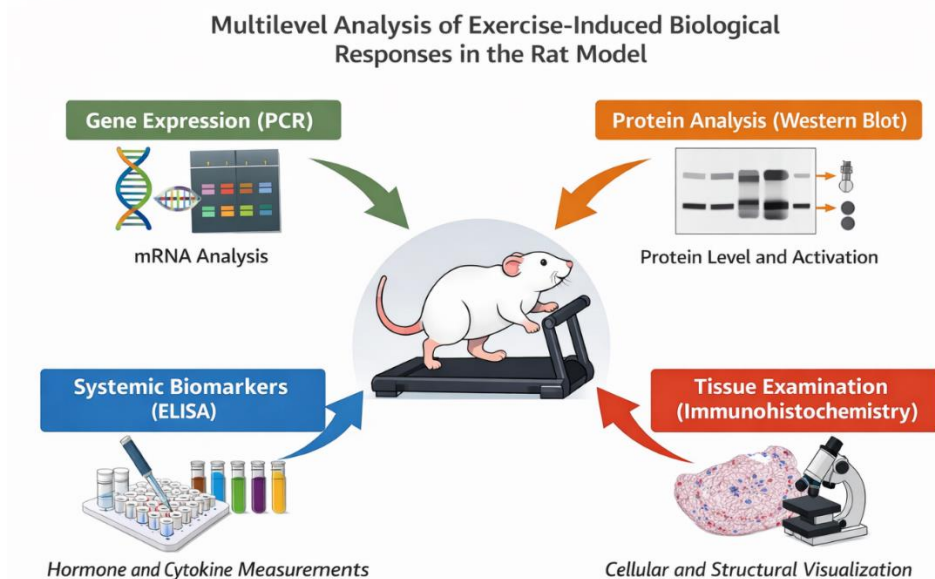 Multilevel Analysis of Exercise-Induced Biological
Responses in the Rat Model
Gene Expression (PCR)
mRNA Analysis
Protein Analysis (Western Blot)
Protein Level and Activation
Systemic Biomarkers
(ELISA)
Hormone and Cytokine Measurements
Tissue Examination
(Immunohistochemistry)
Cellular and Structural Visualization